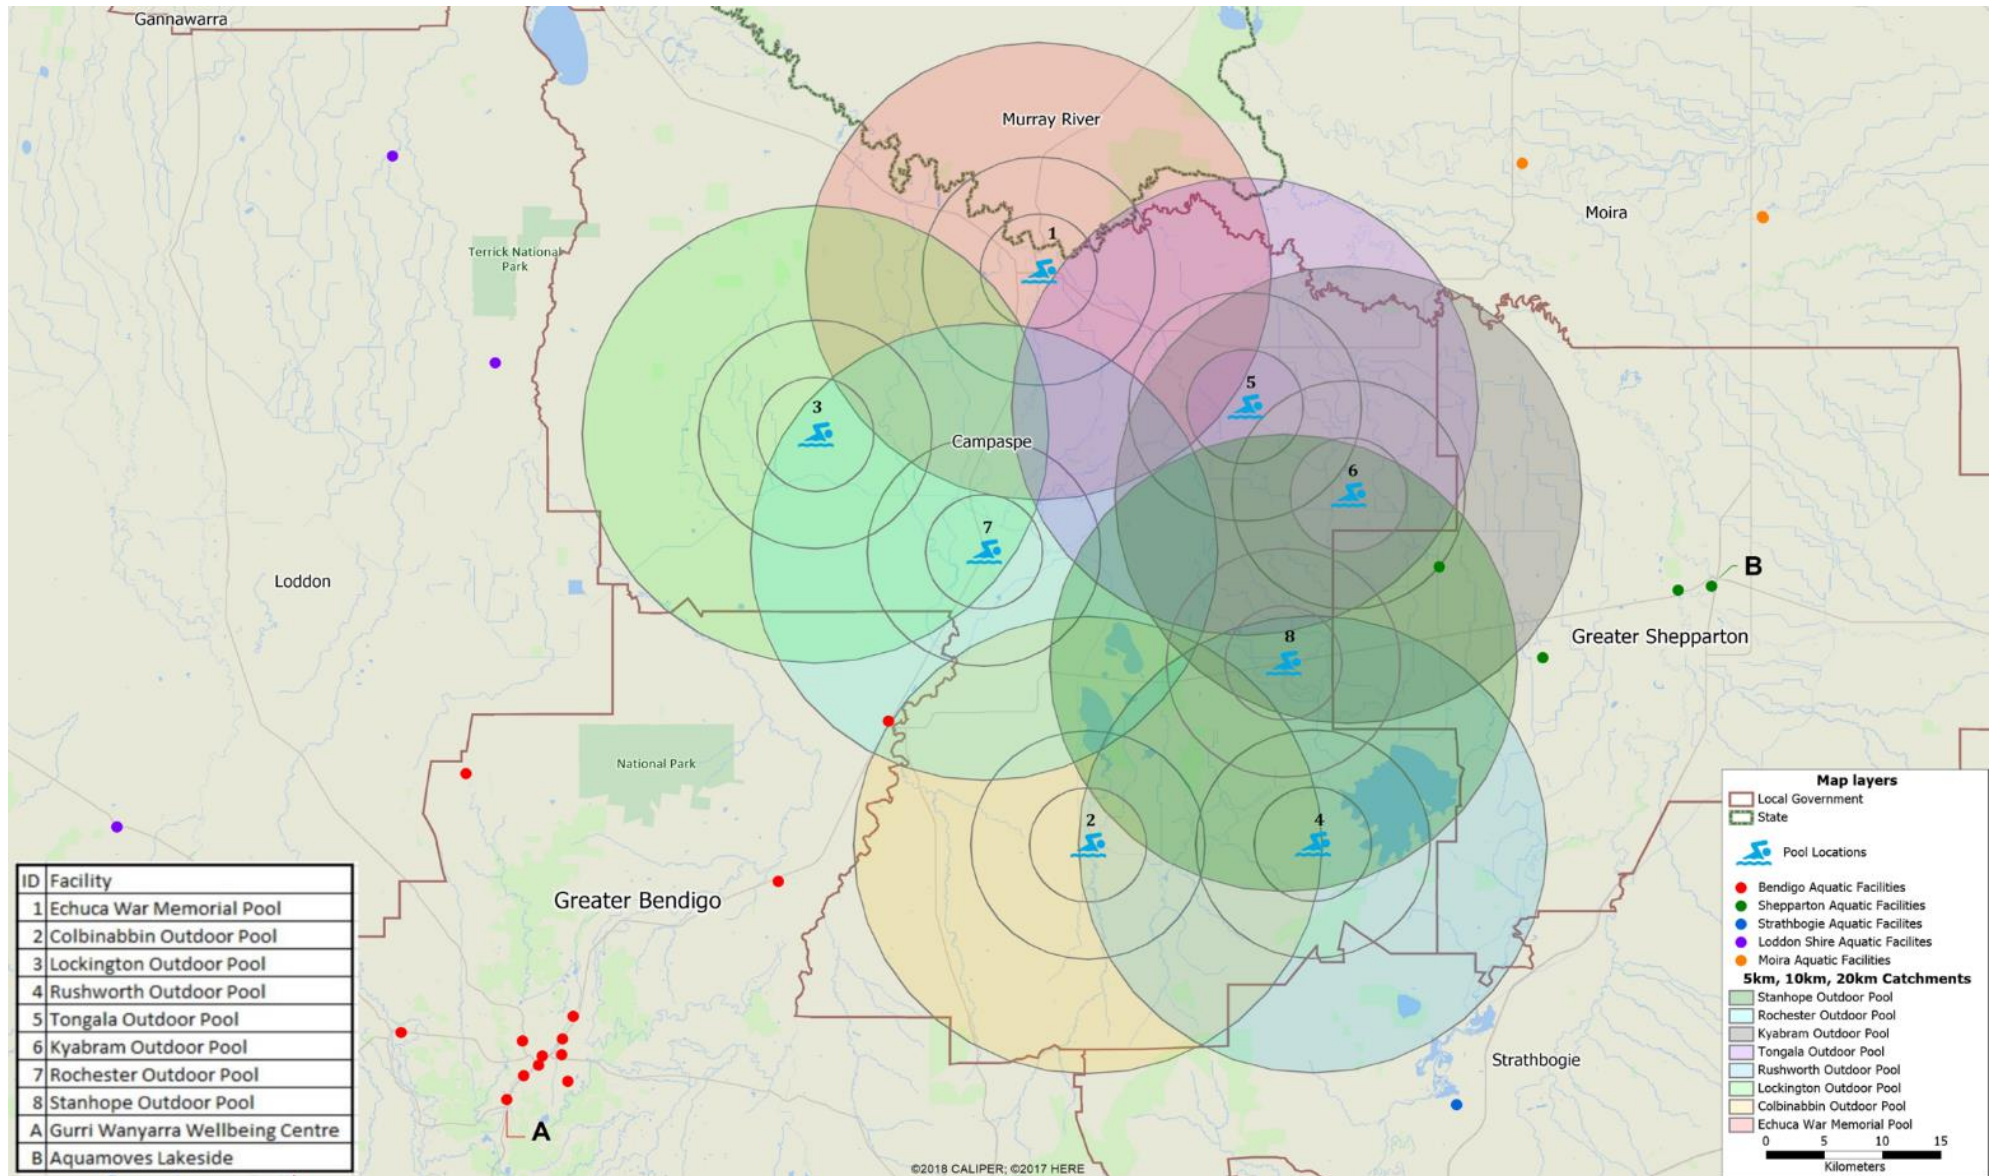 Gannawarra
Murray River
1
Moira
Terrick National
Park
5
3
Campaspe
6
7
B
Loddon
8
Greater Shepparton
National Park
2
4
Greater Bendigo
Strathbogie
A
ID Facility
1 Echuca War Memorial Pool
2 Colbinabbin Outdoor Pool
3 Lockington Outdoor Pool
4 Rushworth Outdoor Pool
5 Tongala Outdoor Pool
6 Kyabram Outdoor Pool
7 Rochester Outdoor Pool
8 Stanhope Outdoor Pool
A Gurri Wanyarra Wellbeing Centre
B Aquamoves Lakeside
Map layers
Local Government
State
Pool Locations
Bendigo Aquatic Facilities
Shepparton Aquatic Facilities
Strathbogie Aquatic Facilites
Loddon Shire Aquatic Facilites
Moira Aquatic Facilities
5km, 10km, 20km Catchments
Stanhope Outdoor Pool
Rochester Outdoor Pool
Kyabram Outdoor Pool
Tongala Outdoor Pool
Rushworth Outdoor Pool
Lockington Outdoor Pool
Colbinabbin Outdoor Pool
Echuca War Memorial Pool
0 5 10 15
Kilometers
©2018 CALIPER; ©2017 HERE